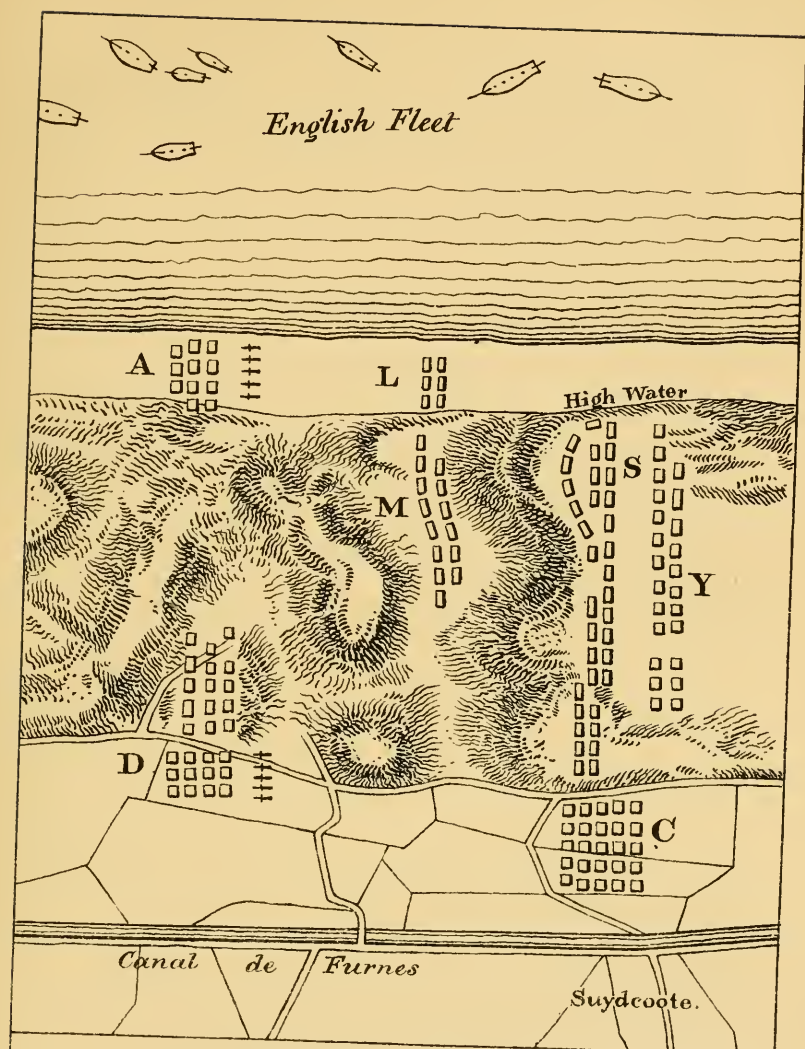 English Fleet
A
L
High Water
S
M
Y
D
C
Canal de Furnes
Suydcoote.